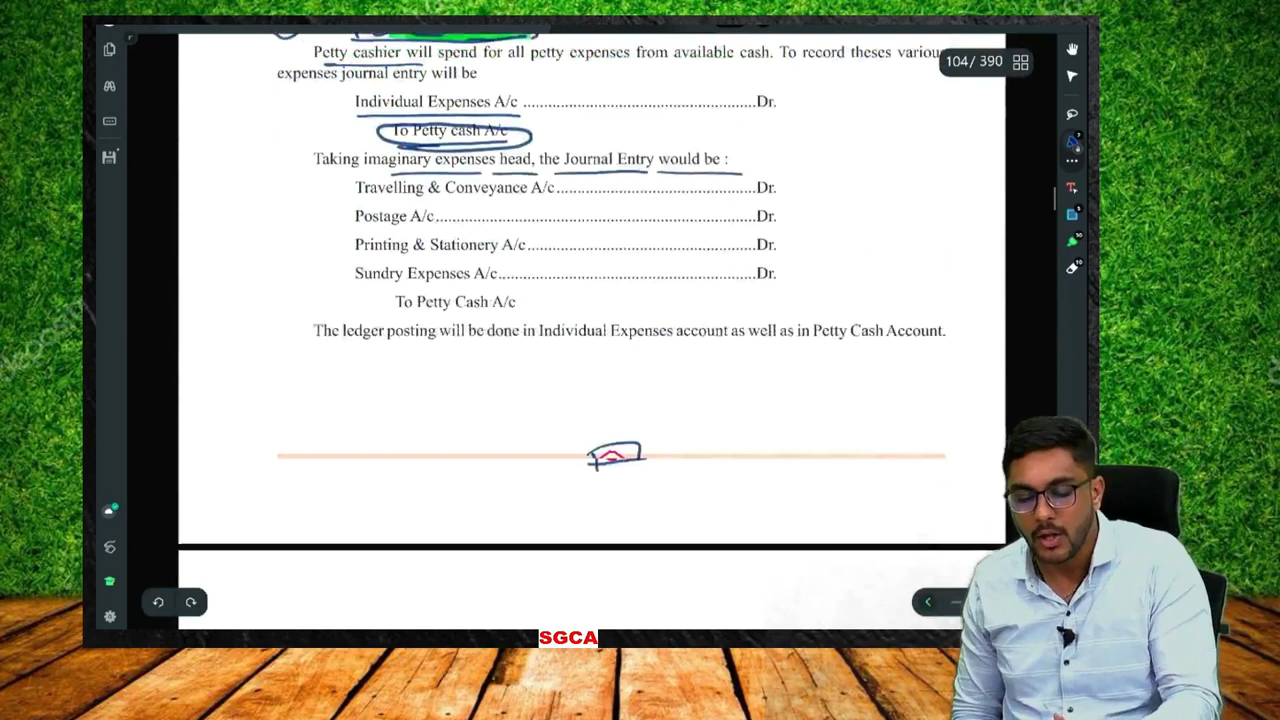 Petty cashier will spend for all petty expenses from available cash. To record theses variou
104/ 390
expenses journal entry will be
Individual Expenses A/c ..........................................................Dr.
To Petty cash A/c
Taking imaginary expenses head, the Journal Entry would be :
Travelling & Conveyance A/c..................................................Dr.
Postage A/c................................................................................Dr.
Printing & Stationery A/c.........................................................Dr.
Sundry Expenses A/c................................................................Dr.
To Petty Cash A/c
The ledger posting will be done in Individual Expenses account as well as in Petty Cash Account.
SGCA